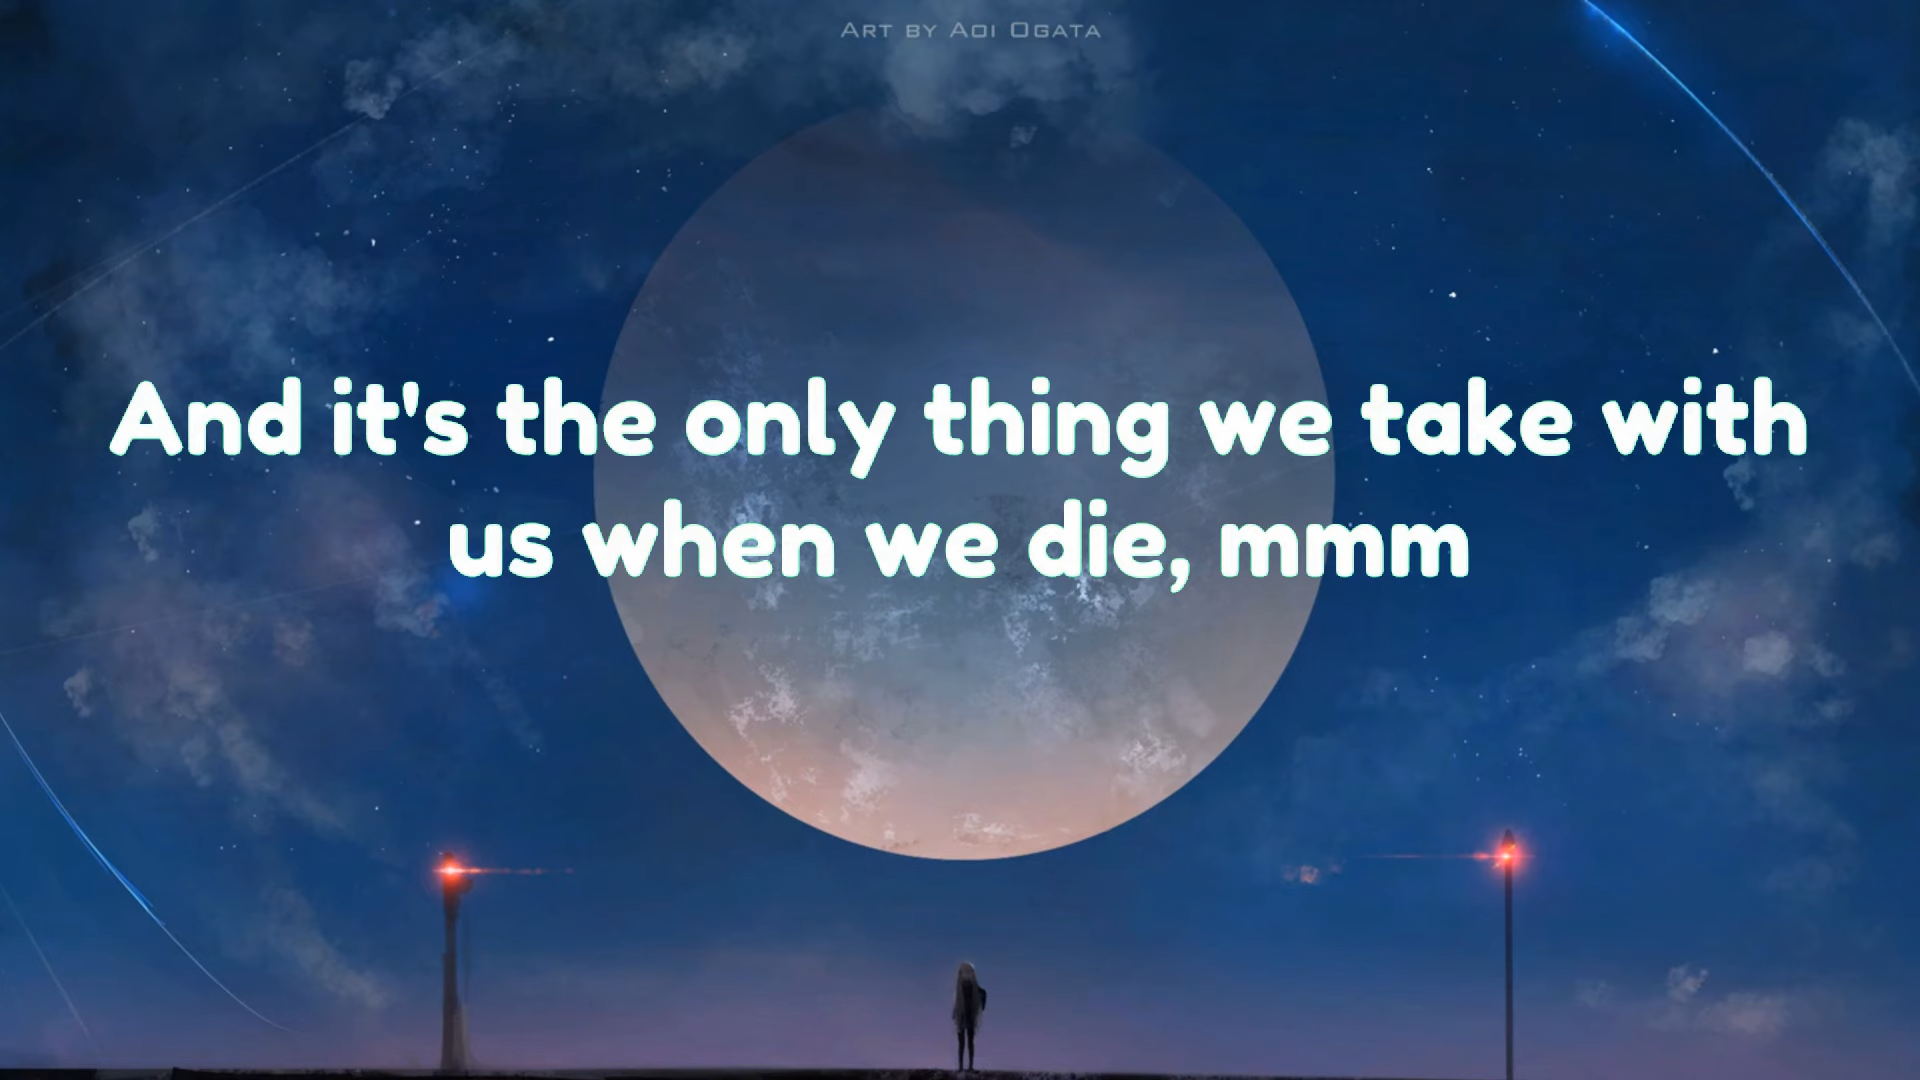 Art by Aoi Ogata
And it's the only thing we take with
us when we die, mmm